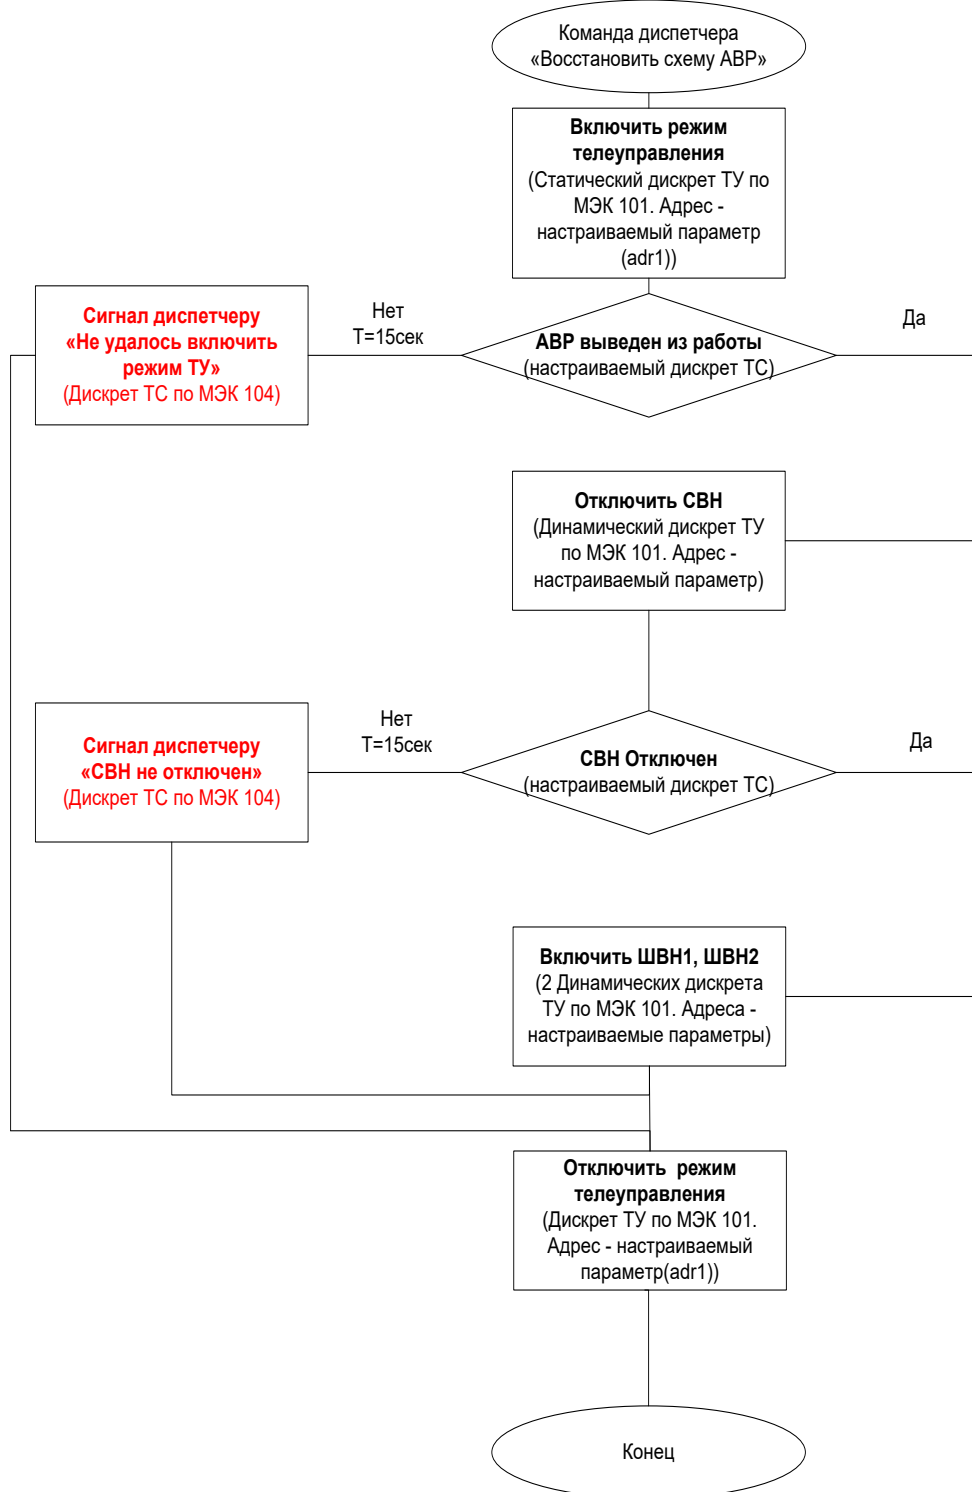 Команда диспетчера
«Восстановить схему АВР»
Включить режим
телеуправления
(Статический дискрет ТУ по
МЭК 101. Адрес -
настраиваемый параметр
(adr1))
Нет
Т=15сек
Да
Сигнал диспетчеру
«Не удалось включить
режим ТУ»
(Дискрет ТС по МЭК 104)
АВР выведен из работы
(настраиваемый дискрет ТС)
Отключить СВН
(Динамический дискрет ТУ
по МЭК 101. Адрес -
настраиваемый параметр)
Нет
Т=15сек
Да
Сигнал диспетчеру
«СВН не отключен»
(Дискрет ТС по МЭК 104)
СВН Отключен
(настраиваемый дискрет ТС)
Включить ШВН1, ШВН2
(2 Динамических дискрета
ТУ по МЭК 101. Адреса -
настраиваемые параметры)
Отключить  режим
телеуправления
(Дискрет ТУ по МЭК 101.
Адрес - настраиваемый
параметр(adr1))
Конец